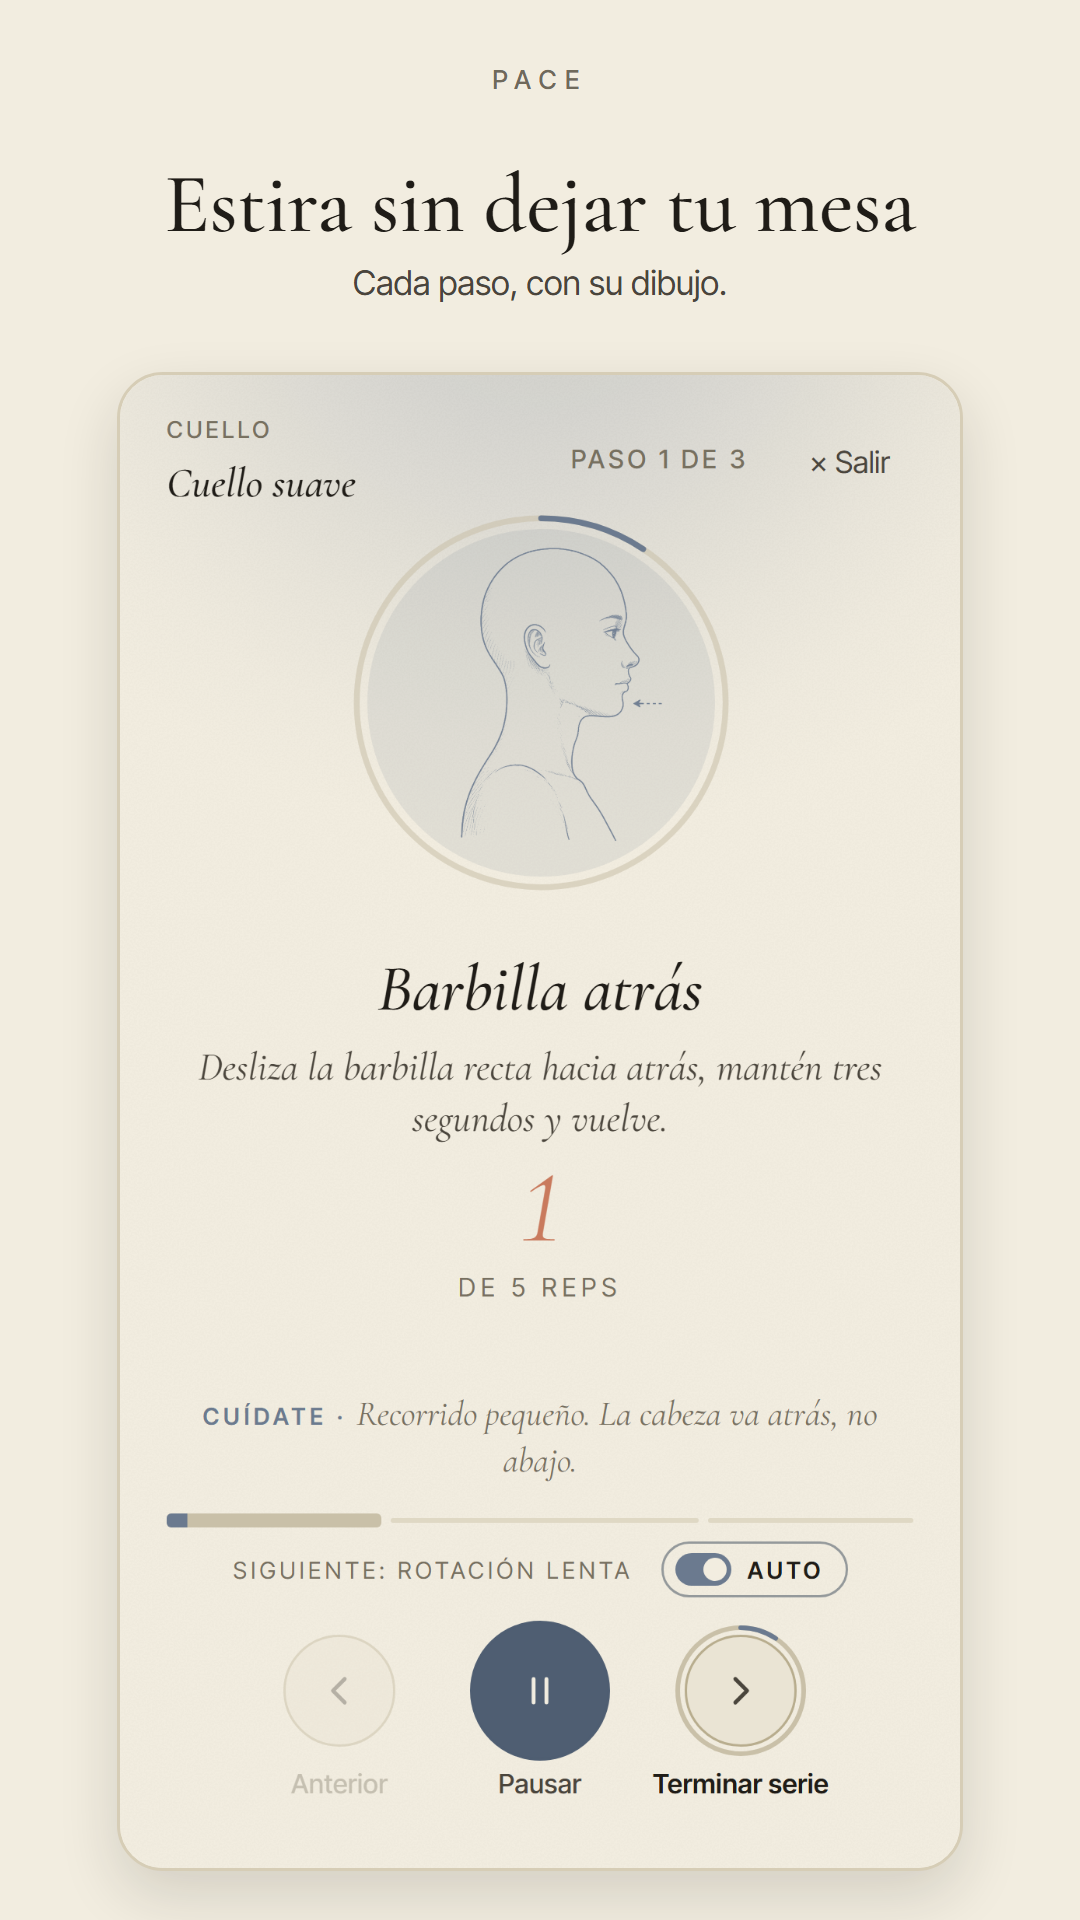 PACE
Estira sin dejar tu mesa
Cada paso, con su dibujo.
CUELLO
Cuello suave
PASO 1 DE 3
× Salir
Barbilla atrás
Desliza la barbilla recta hacia atrás, mantén tres
segundos y vuelve.
1
DE 5 REPS
CUÍDATE · Recorrido pequeño. La cabeza va atrás, no
abajo.
SIGUIENTE: ROTACIÓN LENTA
AUTO
Anterior
Pausar
Terminar serie